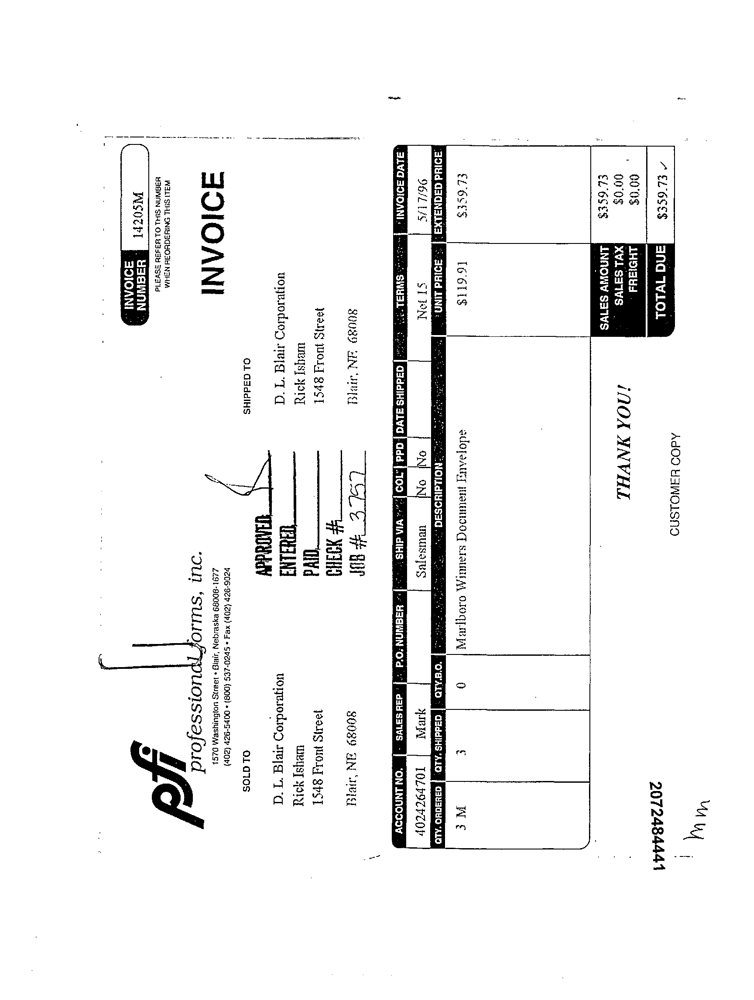 INVOICE NUMBER 14205M
PLEASE REFER TO THIS NUMBER
WHEN REORDERING THIS ITEM
pfi
professional forms, inc.
1570 Washington Street • Blair, Nebraska 68008-1677
(402) 426-5400 • (800) 537-0245 • Fax (402) 426-9024
INVOICE
SOLD TO
D. L. Blair Corporation
Rick Isham
1548 Front Street
Blair, NE 68008
APPROVED
ENTERED
PAID
CHECK #
JOB # 3757
SHIPPED TO
D. L. Blair Corporation
Rick Isham
1548 Front Street
Blair, NE 68008
ACCOUNT NO. SALES REP P.O. NUMBER SHIP VIA COL PPD DATE SHIPPED TERMS INVOICE DATE
4024264701 Mark Salesman No No Net 15 5/17/96
QTY. ORDERED QTY. SHIPPED QTY.B.O. DESCRIPTION UNIT PRICE EXTENDED PRICE
3 M 3 0 Marlboro Winners Document Envelope $119.91 $359.73
SALES AMOUNT $359.73
SALES TAX $0.00
FREIGHT $0.00
THANK YOU!
TOTAL DUE $359.73
CUSTOMER COPY
2072484441